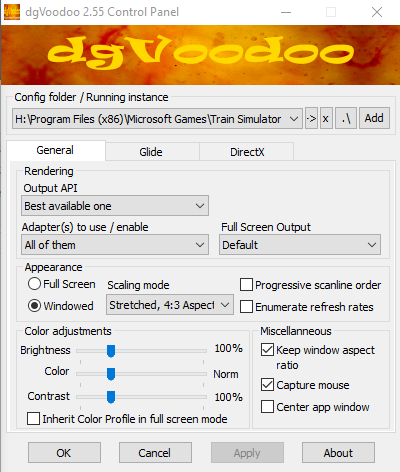 dgVoodoo 2.55 Control Panel
dgVoodoo
Config folder / Running instance
H:\Program Files (x86)\Microsoft Games\Train Simulator
->
x
.\
Add
General
Glide
DirectX
Rendering
Output API
Best available one
Adapter(s) to use / enable
Full Screen Output
All of them
Default
Appearance
Full Screen
Scaling mode
Progressive scanline order
Windowed
Stretched, 4:3 Aspect
Enumerate refresh rates
Color adjustments
Miscellaneous
Brightness
100%
Keep window aspect
ratio
Color
Norm
Capture mouse
Contrast
100%
Center app window
Inherit Color Profile in full screen mode
OK
Cancel
Apply
About